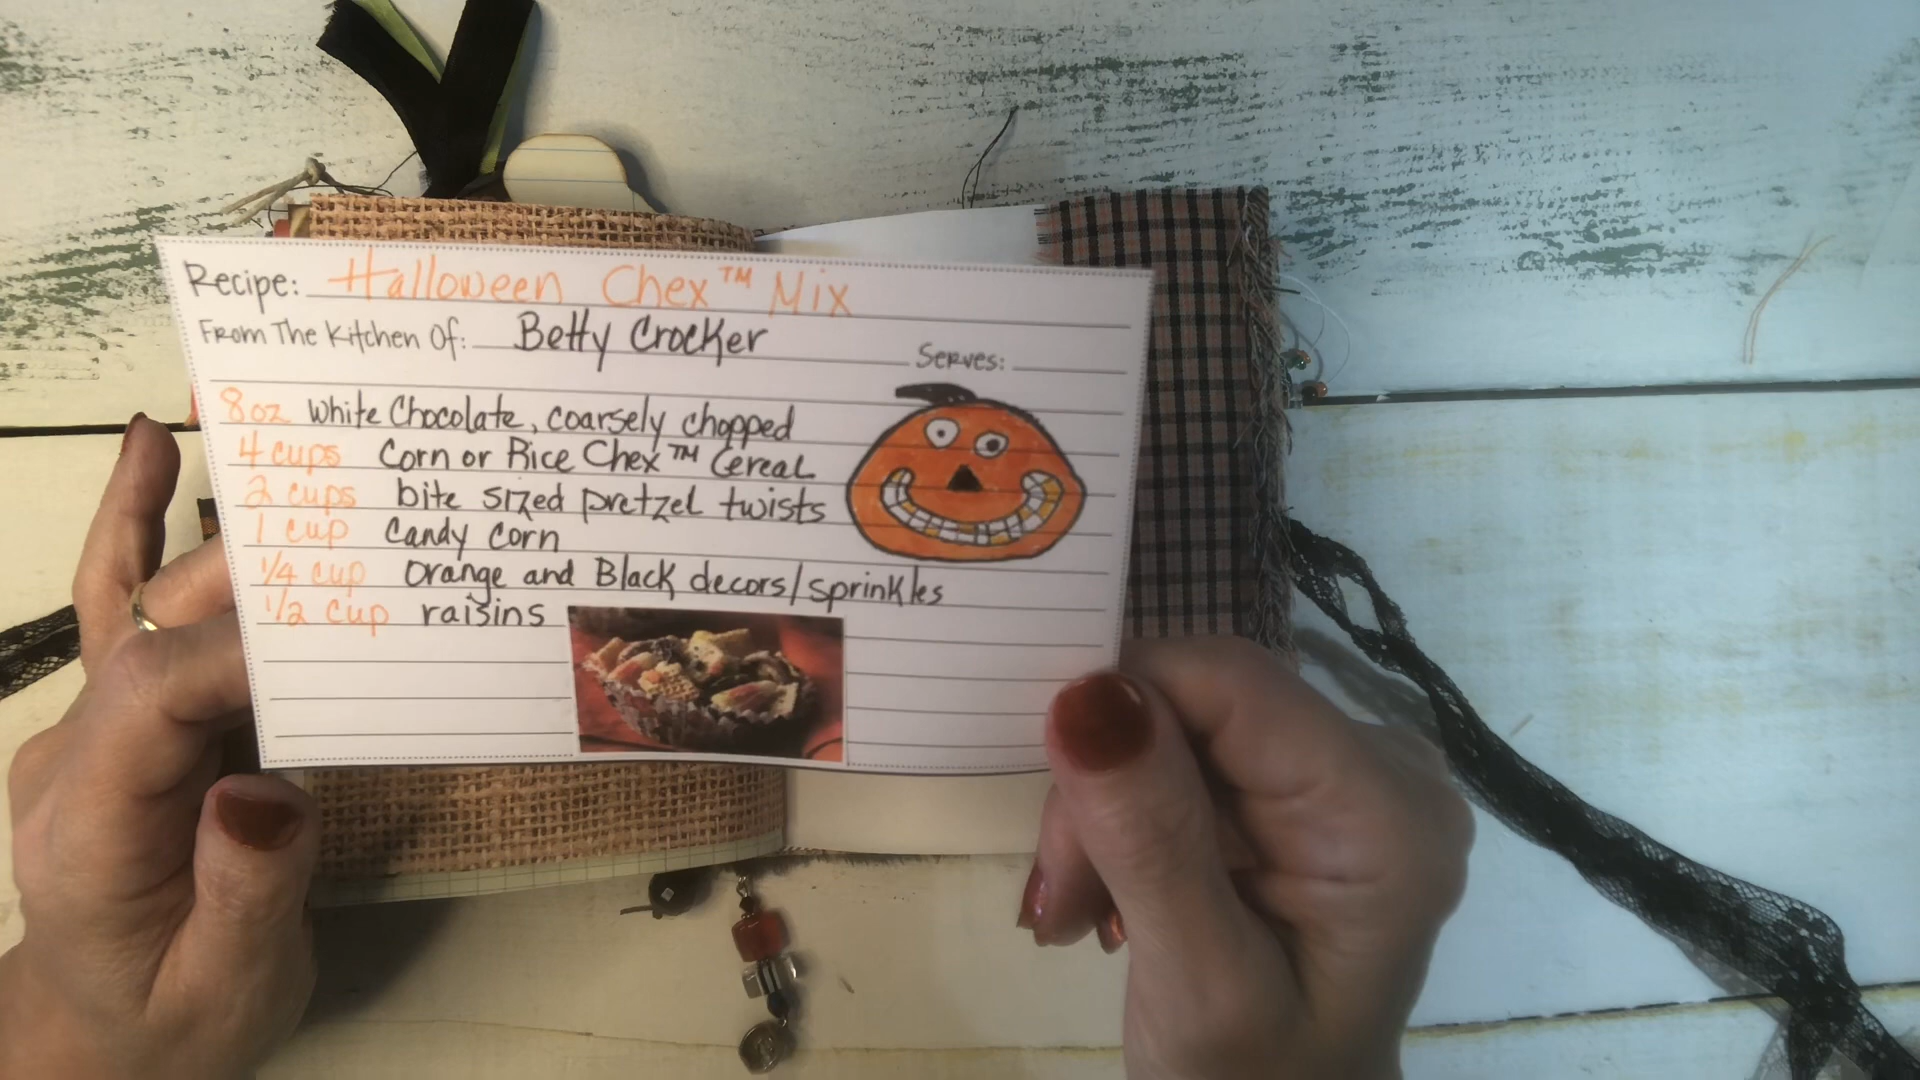 Recipe: Halloween Chex™ Mix
From The Kitchen Of: Betty Crocker
Serves:
8oz white Chocolate, coarsely chopped
4 cups Corn or Rice Chex™ Cereal
2 cups bite sized pretzel twists
1 cup Candy corn
1/4 cup orange and Black decors/sprinkles
1/2 cup raisins